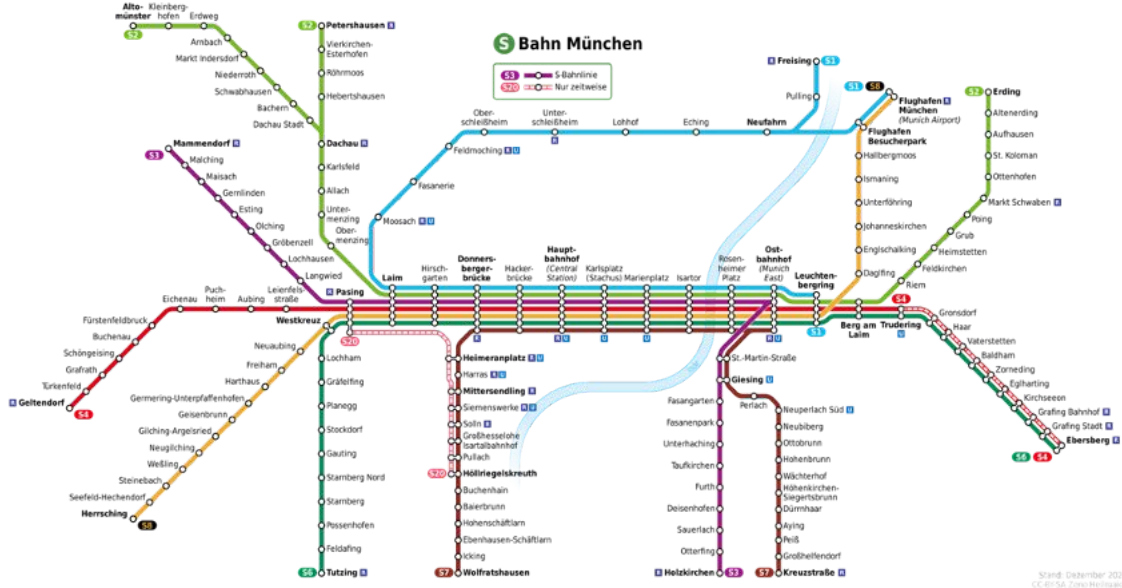 S Bahn München
S3 S-Bahnlinie
S20 Nur zeitweise
Alto-
münster
S2
Kleinberg-
hofen
Erdweg
Arnbach
Markt Indersdorf
Niederroth
Schwabhausen
Bachern
Dachau Stadt
S2 Petershausen R
Vierkirchen-
Esterhofen
Röhrmoos
Hebertshausen
Dachau R
Karlsfeld
Allach
Unter-
menzing
Ober-
menzing
S3
Mammendorf R
Malching
Maisach
Gernlinden
Esting
Olching
Gröbenzell
Lochhausen
Langwied
R Pasing
R Freising S1
Pulling
Ober-
schleißheim
Unter-
schleißheim
R
Lohhof
Eching
Neufahrn
Feldmoching R U
Fasanerie
Moosach R U
S1 S8
Flughafen R
München
(Munich Airport)
Flughafen
Besucherpark
Hallbergmoos
Ismaning
Unterföhring
Johanneskirchen
Englschalking
Daglfing
S2 Erding
Altenerding
Aufhausen
St. Koloman
Ottenhofen
Markt Schwaben R
Poing
Grub
Heimstetten
Feldkirchen
Riem
Laim
Hirsch-
garten
Donners-
berger-
brücke
R
Hacker-
brücke
Haupt-
bahnhof
(Central
Station)
R U
Karlsplatz
(Stachus)
U
Marienplatz
U
Isartor
Rosen-
heimer
Platz
Ost-
bahnhof
(Munich
East)
R U
Leuchten-
bergring
S1
Berg am
Laim
S4
Trudering
U
Gronsdorf
Haar
Vaterstetten
Baldham
Zorneding
Eglharting
Kirchseeon
Grafing Bahnhof R
Grafing Stadt R
Ebersberg R
S6 S4
Leienfels-
straße
Aubing
Puch-
heim
Eichenau
Fürstenfeldbruck
Buchenau
Schöngeising
Grafrath
Türkenfeld
R Geltendorf
S4
Westkreuz
S20
Neuaubing
Freiham
Harthaus
Germering-Unterpfaffenhofen
Geisenbrunn
Gilching-Argelsried
Neugilching
Weßling
Steinebach
Seefeld-Hechendorf
Herrsching
S8
Lochham
Gräfelfing
Planegg
Stockdorf
Gauting
Starnberg Nord
Starnberg
Possenhofen
Feldafing
S6 Tutzing R
Heimeranplatz R U
Harras R U
Mittersendling R
Siemenswerke R U
Solln R
Großhesselohe
Isartalbahnhof
Pullach
S20 Höllriegelskreuth
Buchenhain
Baierbrunn
Hohenschäftlarn
Ebenhausen-Schäftlarn
Icking
S7 Wolfratshausen
St.-Martin-Straße
Giesing U
Fasangarten
Fasanenpark
Unterhaching
Taufkirchen
Furth
Deisenhofen
Sauerlach
Otterfing
R Holzkirchen S3
Perlach
Neuperlach Süd U
Neubiberg
Ottobrunn
Hohenbrunn
Wächterhof
Höhenkirchen-
Siegertsbrunn
Dürrnhaar
Aying
Peiß
Großhelfendorf
S7 Kreuzstraße R
Stand: Dezember 202
CC-BY-SA Zeno Heilmaier